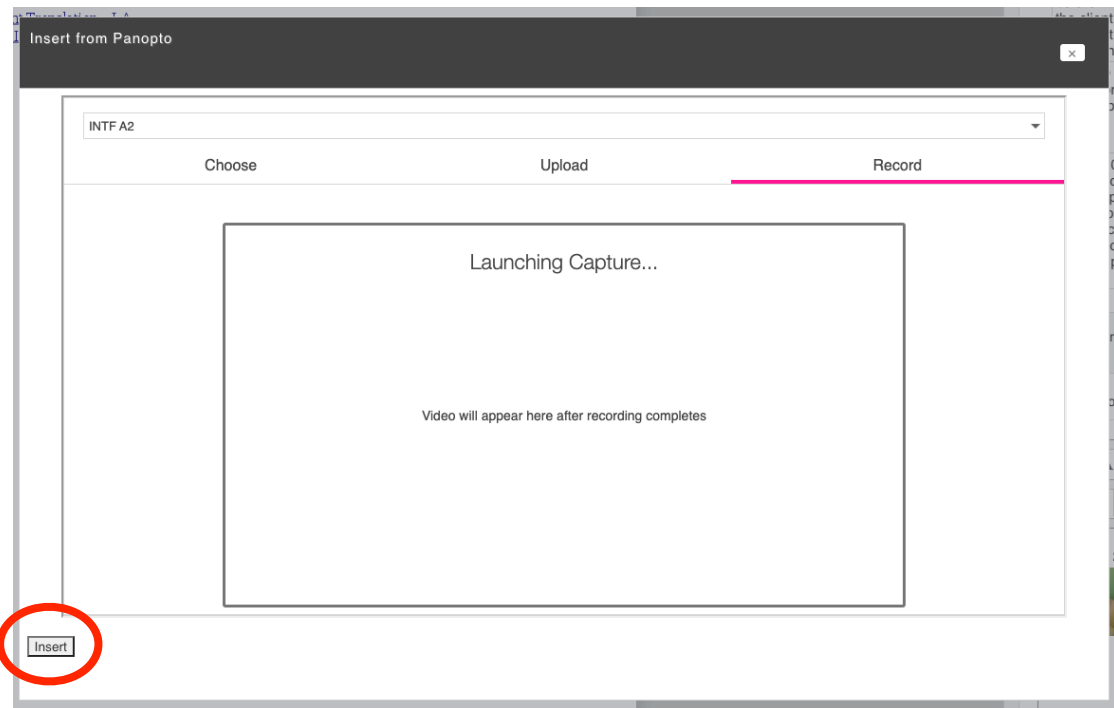 Insert from Panopto
×
INTF A2
Choose Upload Record
Launching Capture...
Video will appear here after recording completes
Insert